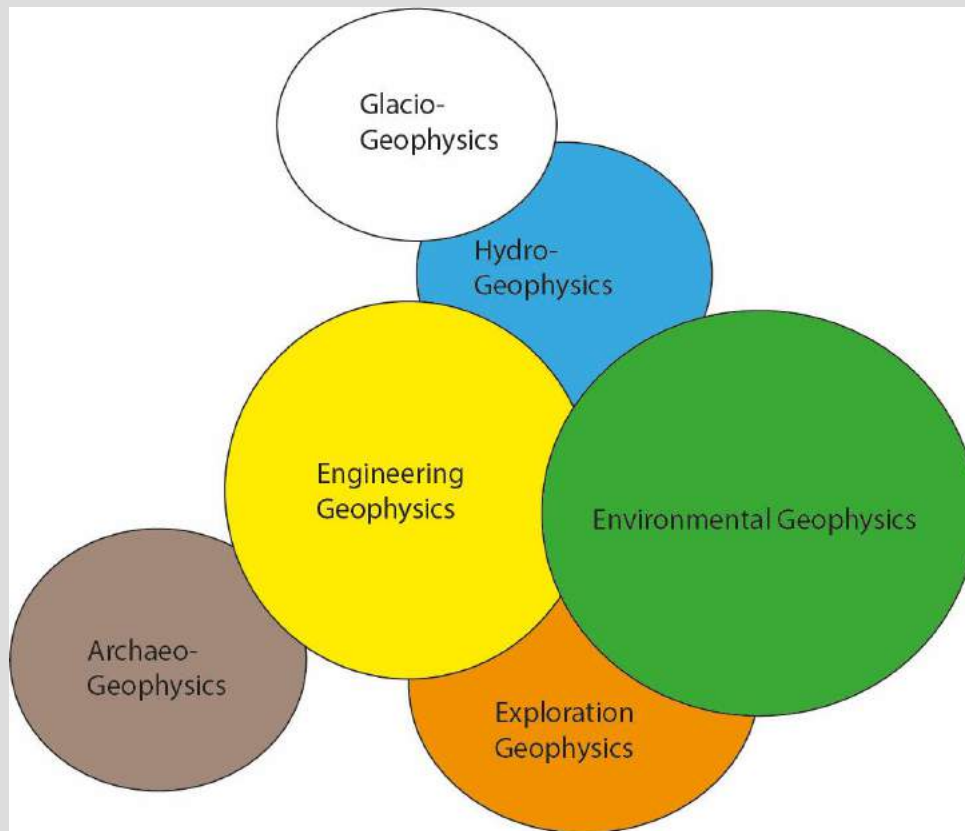 Glacio-
Geophysics
Hydro-
Geophysics
Engineering
Geophysics
Environmental Geophysics
Archaeo-
Geophysics
Exploration
Geophysics